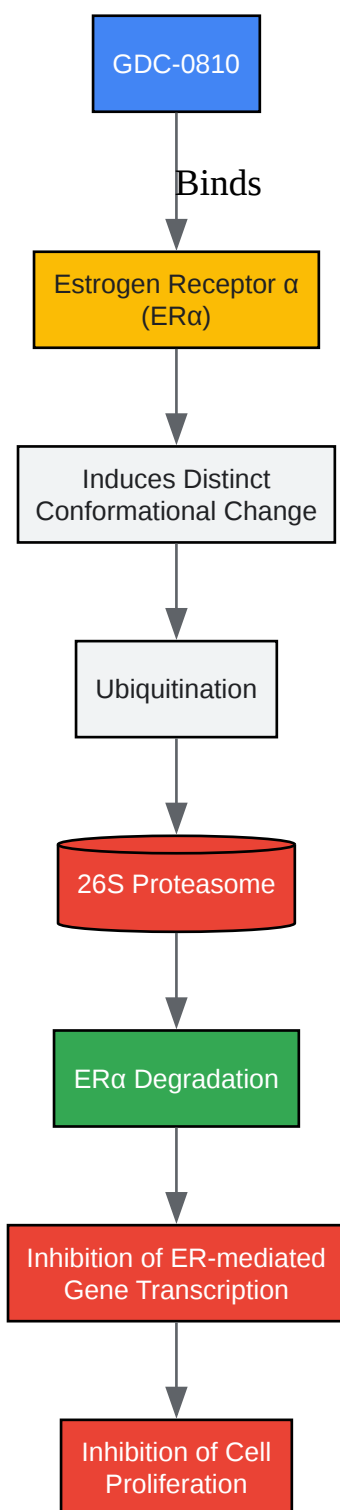 GDC-0810
Binds
Estrogen Receptor α
(ERα)
Induces Distinct
Conformational Change
Ubiquitination
26S Proteasome
ERα Degradation
Inhibition of ER-mediated
Gene Transcription
Inhibition of Cell
Proliferation